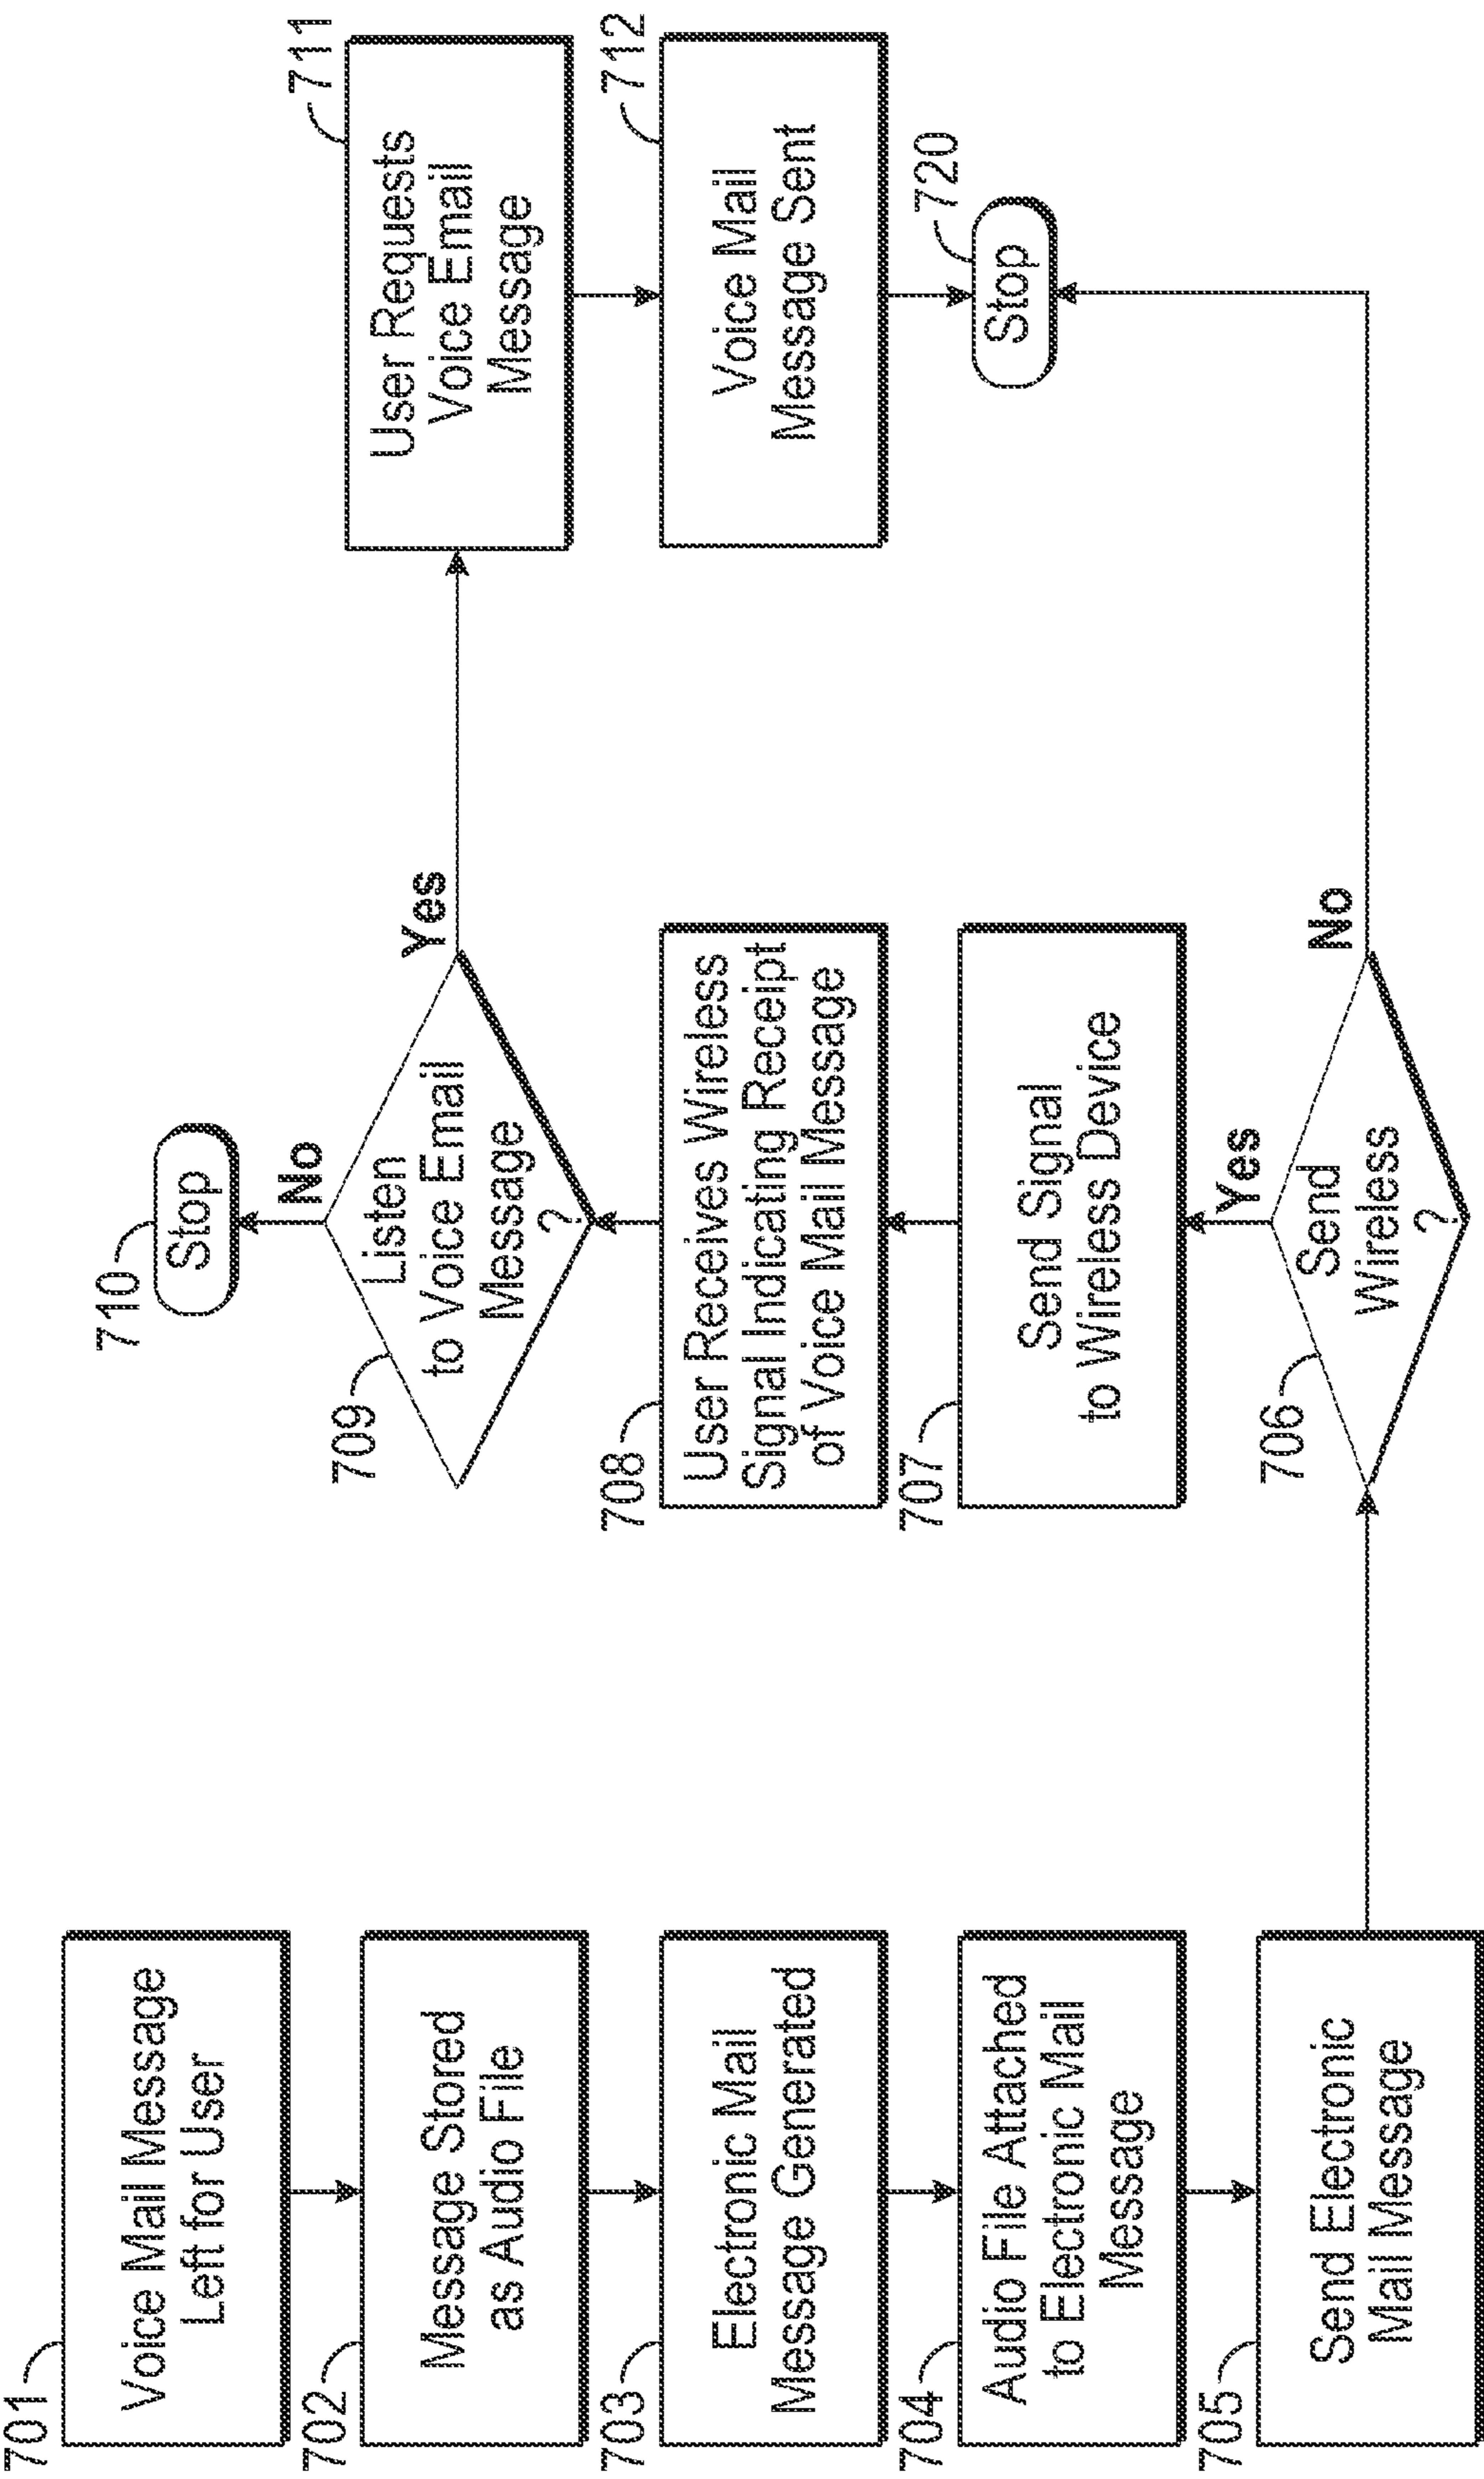 701
Voice Mail Message
Left for User
702
Message Stored
as Audio File
703
Electronic Mail
Message Generated
704
Audio File Attached
to Electronic Mail
Message
705
Send Electronic
Mail Message
706
Send
Wireless
?
Yes
No
707
Send Signal
to Wireless Device
708
User Receives Wireless
Signal Indicating Receipt
of Voice Mail Message
709
Listen
to Voice Email
Message
?
No
Yes
710
Stop
711
User Requests
Voice Email
Message
712
Voice Mail
Message Sent
720
Stop